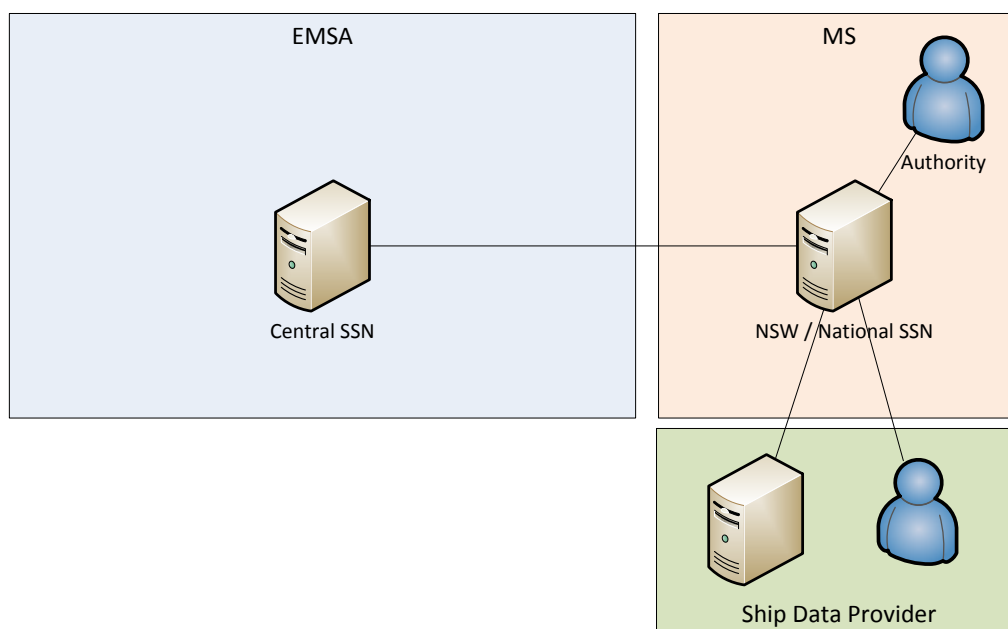 EMSA
MS
Authority
Central SSN
NSW / National SSN
Ship Data Provider